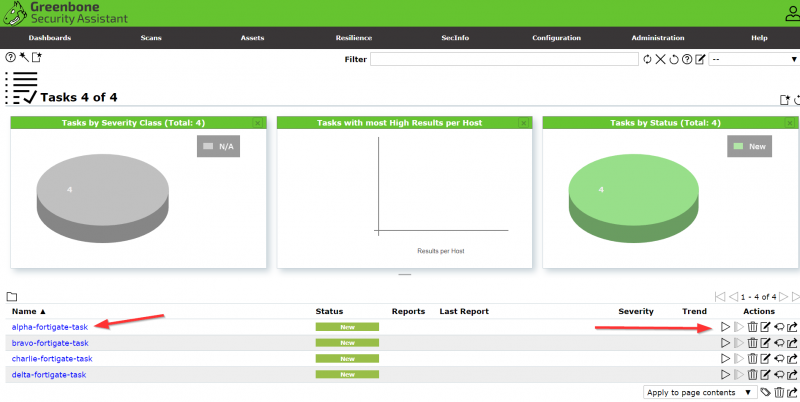 Greenbone
Security Assistant
Dashboards Scans Assets Resilience SecInfo Configuration Administration Help
Filter --
Tasks 4 of 4
Tasks by Severity Class (Total: 4) Tasks with most High Results per Host Tasks by Status (Total: 4)
N/A New
4 4
Results per Host
1 - 4 of 4
Name ▲ Status Reports Last Report Severity Trend Actions
alpha-fortigate-task New
bravo-fortigate-task New
charlie-fortigate-task New
delta-fortigate-task New
Apply to page contents ▼